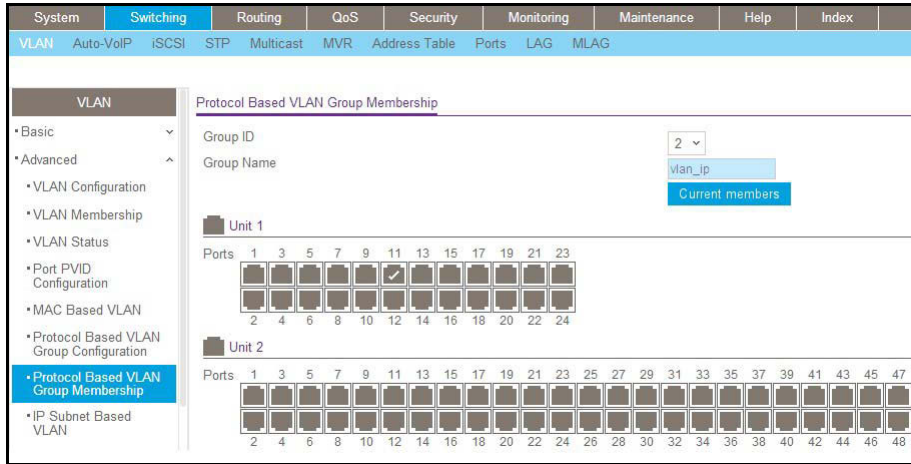 System Switching Routing QoS Security Monitoring Maintenance Help Index
VLAN Auto-VoIP iSCSI STP Multicast MVR Address Table Ports LAG MLAG
VLAN
• Basic
• Advanced
• VLAN Configuration
• VLAN Membership
• VLAN Status
• Port PVID
Configuration
• MAC Based VLAN
• Protocol Based VLAN
Group Configuration
• Protocol Based VLAN
Group Membership
• IP Subnet Based
VLAN
Protocol Based VLAN Group Membership
Group ID 2
Group Name vlan_ip
Current members
Unit 1
Ports 1 3 5 7 9 11 13 15 17 19 21 23
2 4 6 8 10 12 14 16 18 20 22 24
Unit 2
Ports 1 3 5 7 9 11 13 15 17 19 21 23 25 27 29 31 33 35 37 39 41 43 45 47
2 4 6 8 10 12 14 16 18 20 22 24 26 28 30 32 34 36 38 40 42 44 46 48